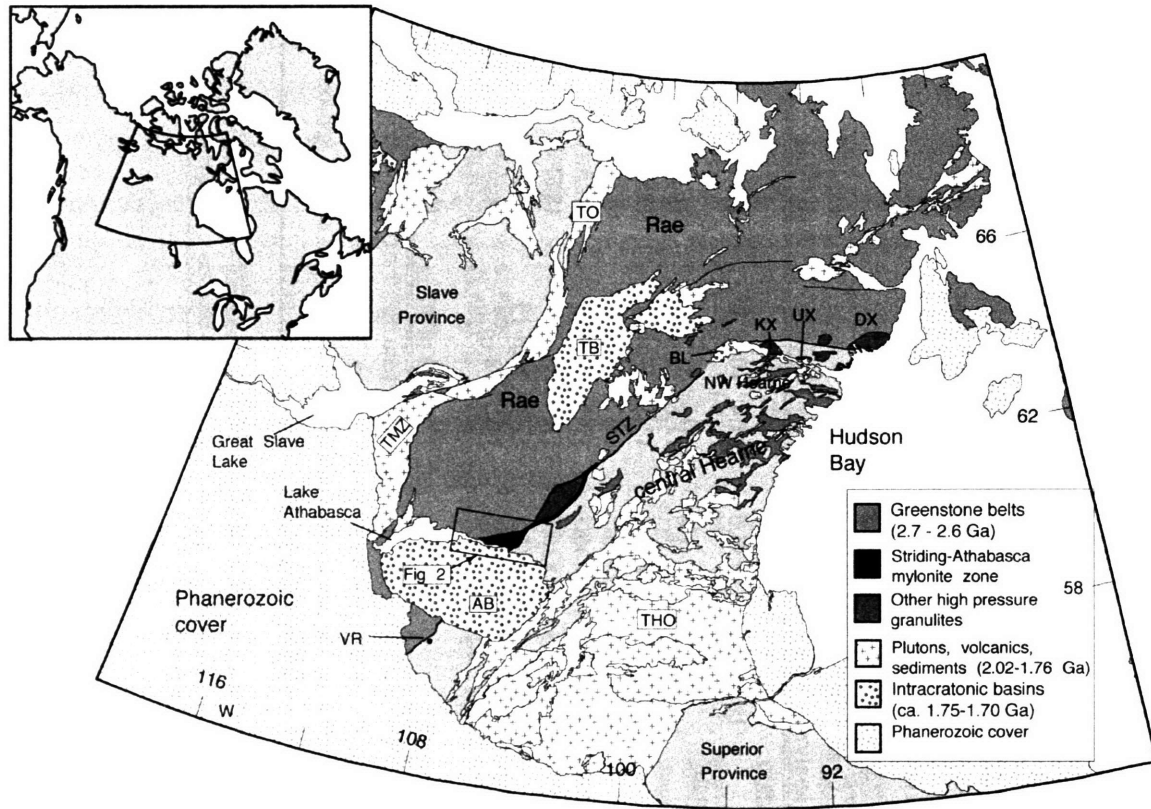 TO
Rae
66
Slave
Province
KX
UX
DX
TB
BL
NW Hearne
Rae
STZ
62
TMZ
Great Slave
Lake
central Hearne
Hudson
Bay
Lake
Athabasca
Greenstone belts
(2.7 - 2.6 Ga)
Striding-Athabasca
mylonite zone
Other high pressure
granulites
Plutons, volcanics,
sediments (2.02-1.76 Ga)
Intracratonic basins
(ca. 1.75-1.70 Ga)
Phanerozoic cover
Fig 2
AB
58
Phanerozoic
cover
THO
VR
116
W
108
100
Superior
Province
92